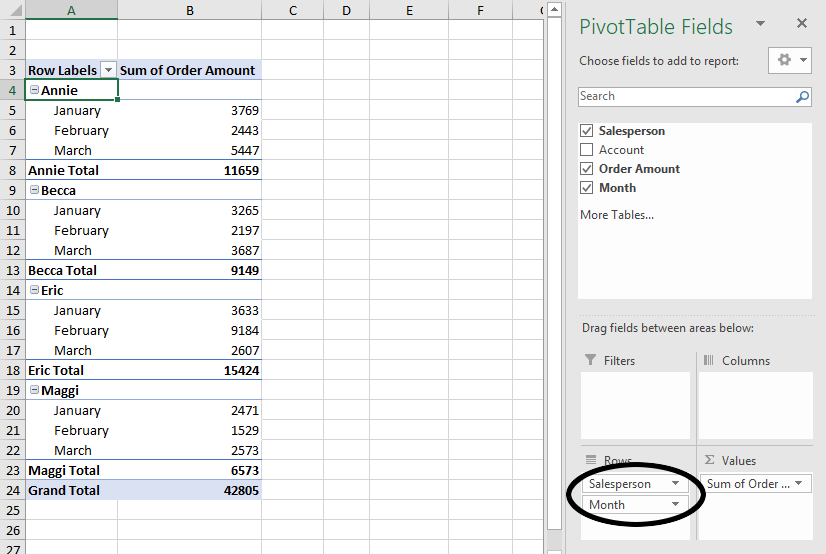 A B C D E F
PivotTable Fields
1
2
Choose fields to add to report:
3 Row Labels Sum of Order Amount
4 Annie
Search
5 January 3769
6 February 2443
Salesperson
7 March 5447
Account
8 Annie Total 11659
Order Amount
9 Becca
Month
10 January 3265
More Tables...
11 February 2197
12 March 3687
13 Becca Total 9149
14 Eric
15 January 3633
16 February 9184
Drag fields between areas below:
17 March 2607
18 Eric Total 15424
Filters Columns
19 Maggi
20 January 2471
21 February 1529
22 March 2573
23 Maggi Total 6573
Rows Σ Values
24 Grand Total 42805
Salesperson Sum of Order ...
25
Month
26
27